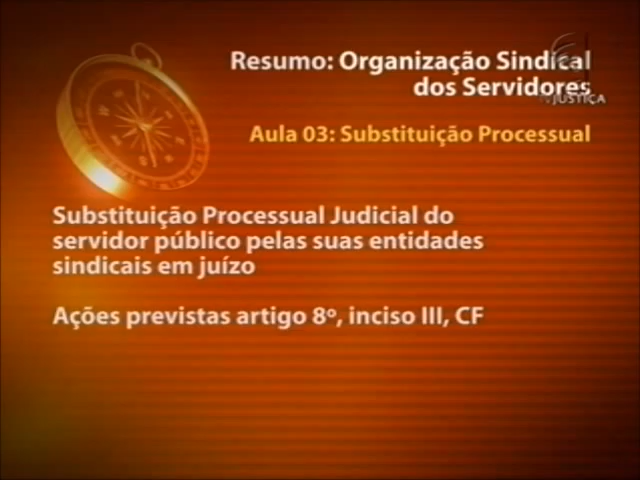 Resumo: Organização Sindical
dos Servidores
JUSTIÇA
Aula 03: Substituição Processual
Substituição Processual Judicial do
servidor público pelas suas entidades
sindicais em juízo
Ações previstas artigo 8º, inciso III, CF